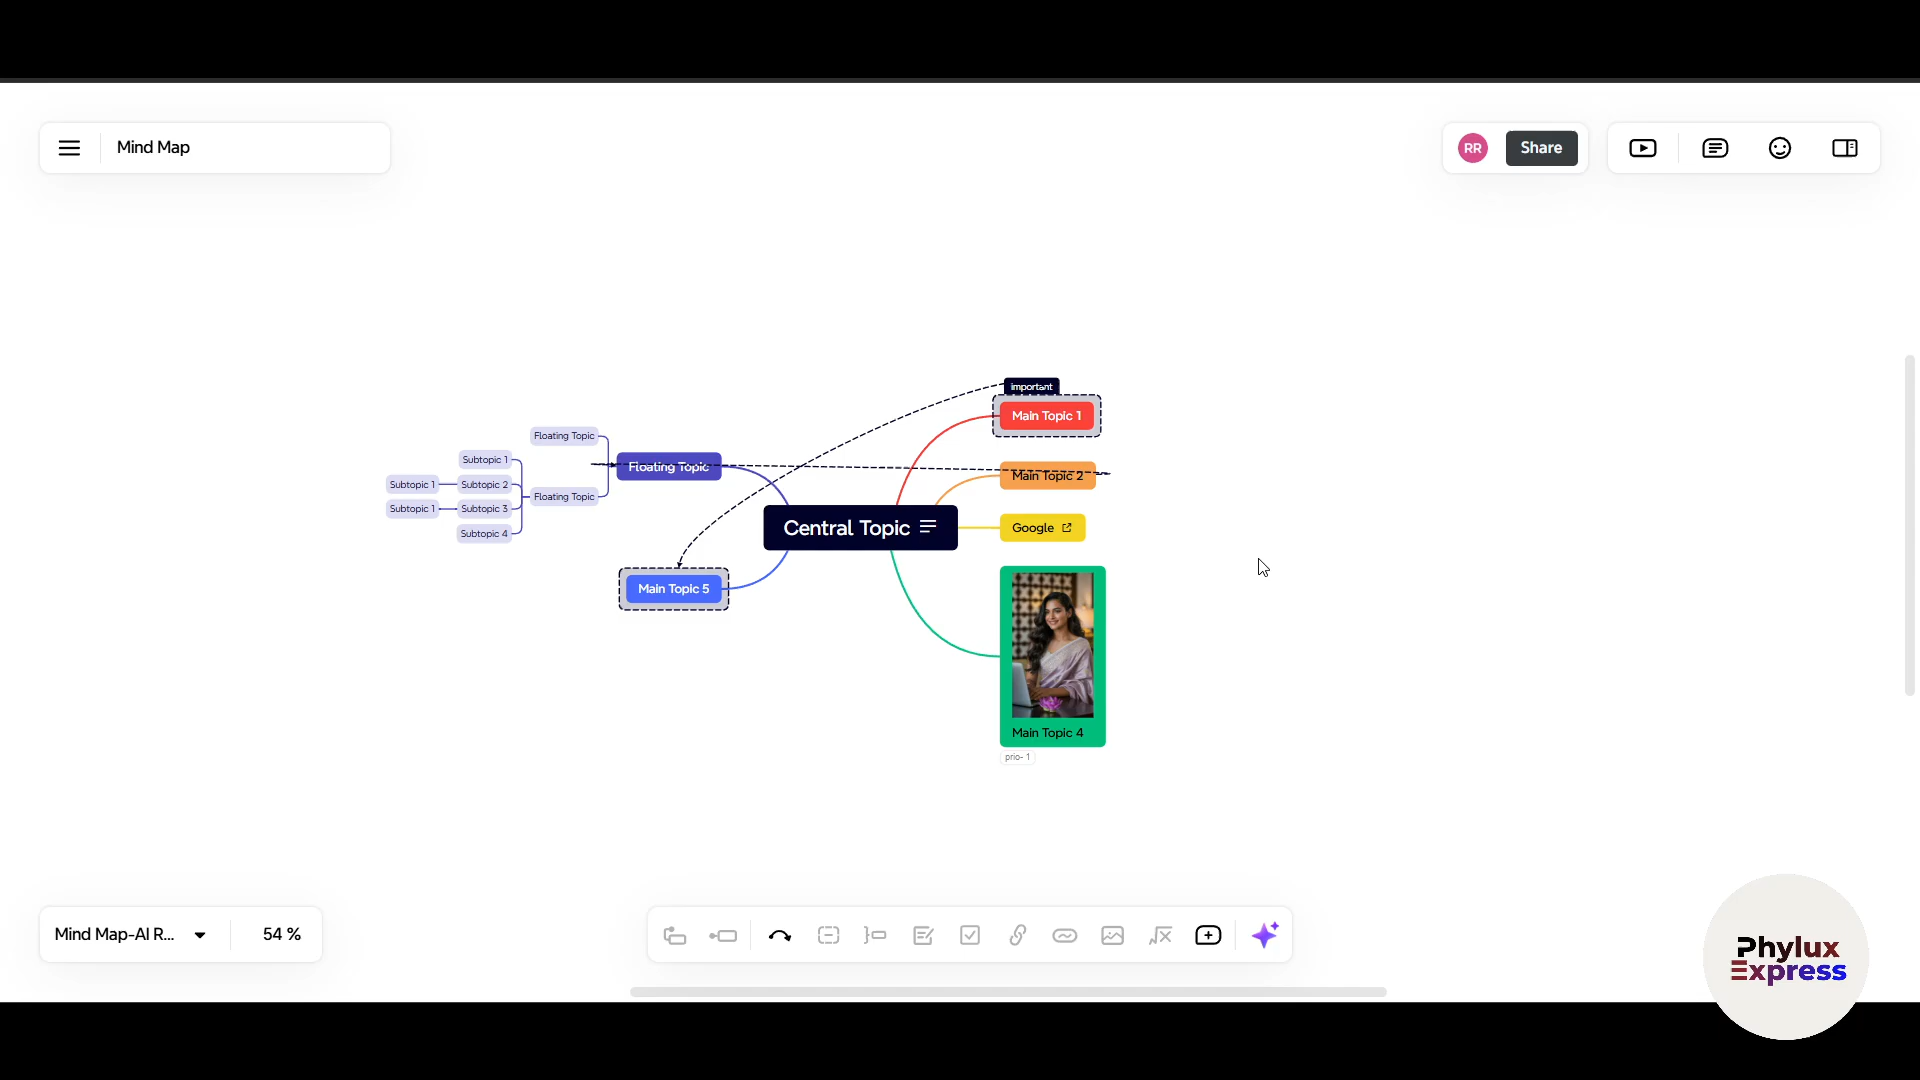 Mind Map
RR
Share
important
Main Topic 1
Floating Topic
Subtopic 1
Floating Topic
Main Topic 2
Subtopic 1
Subtopic 2
Floating Topic
Subtopic 1
Subtopic 3
Central Topic
Google
Subtopic 4
Main Topic 5
Main Topic 4
prio- 1
Mind Map-AI R...
54 %
Phylux
Express